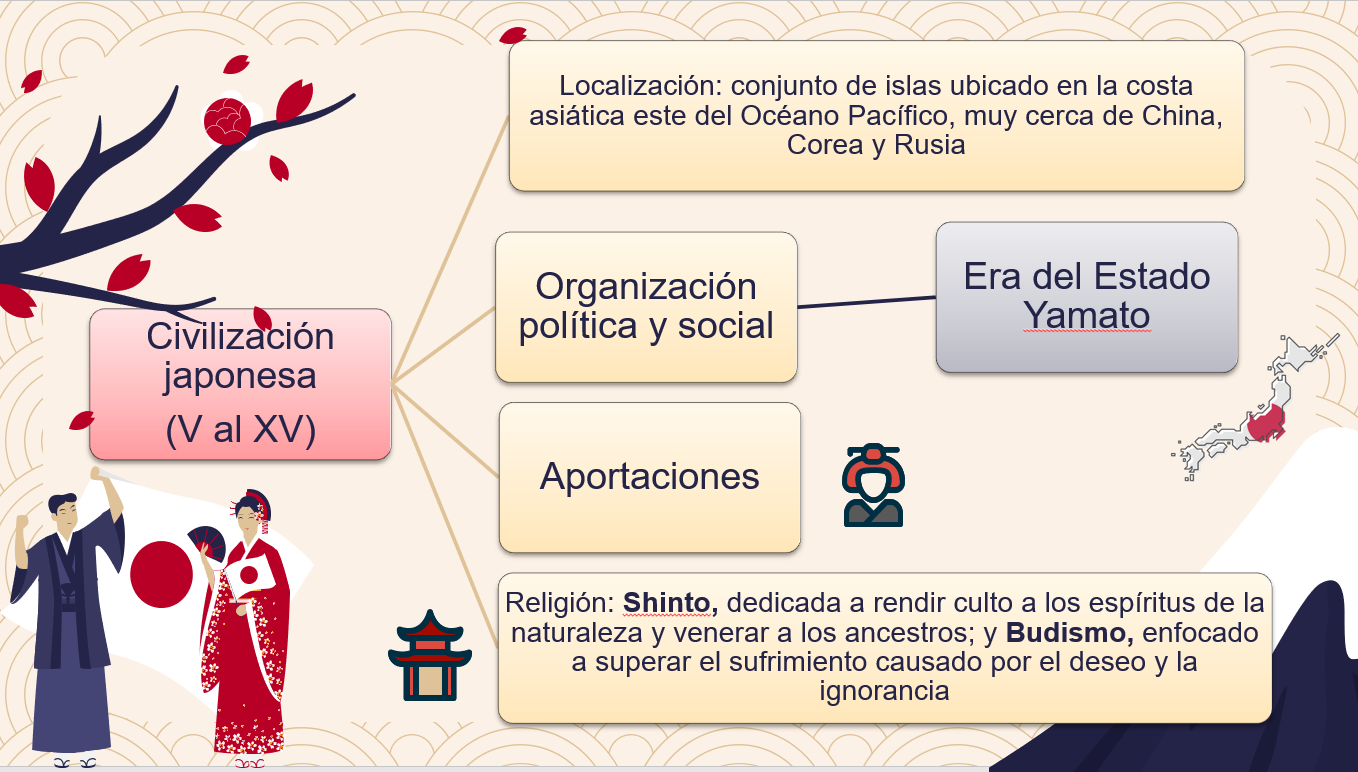 Localización: conjunto de islas ubicado en la costa
asiática este del Océano Pacífico, muy cerca de China,
Corea y Rusia
Organización
política y social
Era del Estado
Yamato
Civilización
japonesa
(V al XV)
Aportaciones
Religión: Shinto, dedicada a rendir culto a los espíritus de la
naturaleza y venerar a los ancestros; y Budismo, enfocado
a superar el sufrimiento causado por el deseo y la
ignorancia